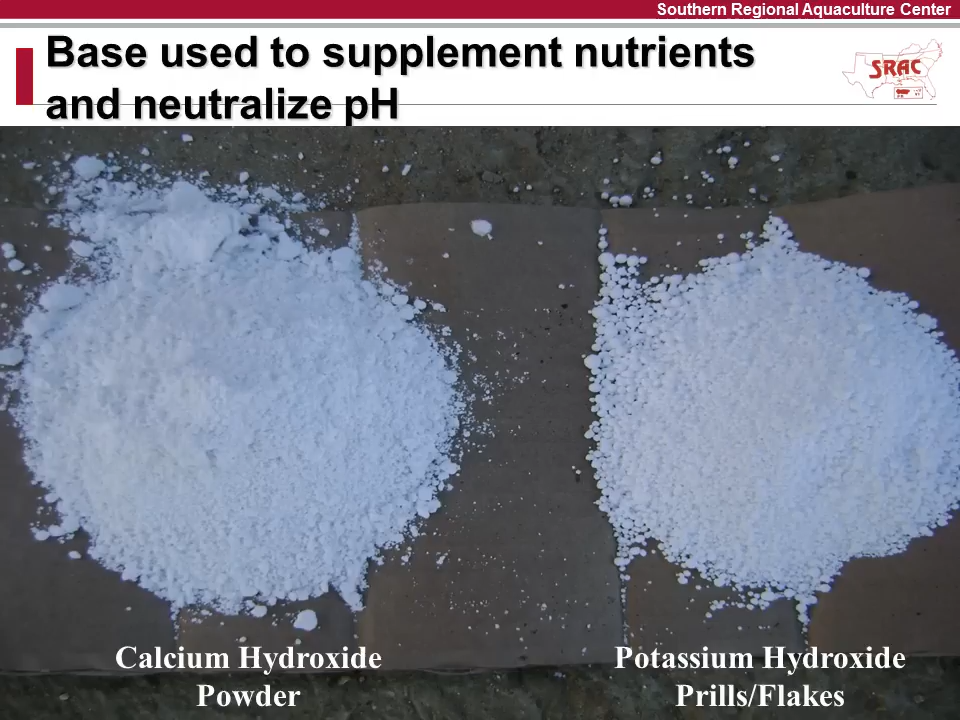 Southern Regional Aquaculture Center
Base used to supplement nutrients
and neutralize pH
SRAC
Calcium Hydroxide
Powder
Potassium Hydroxide
Prills/Flakes